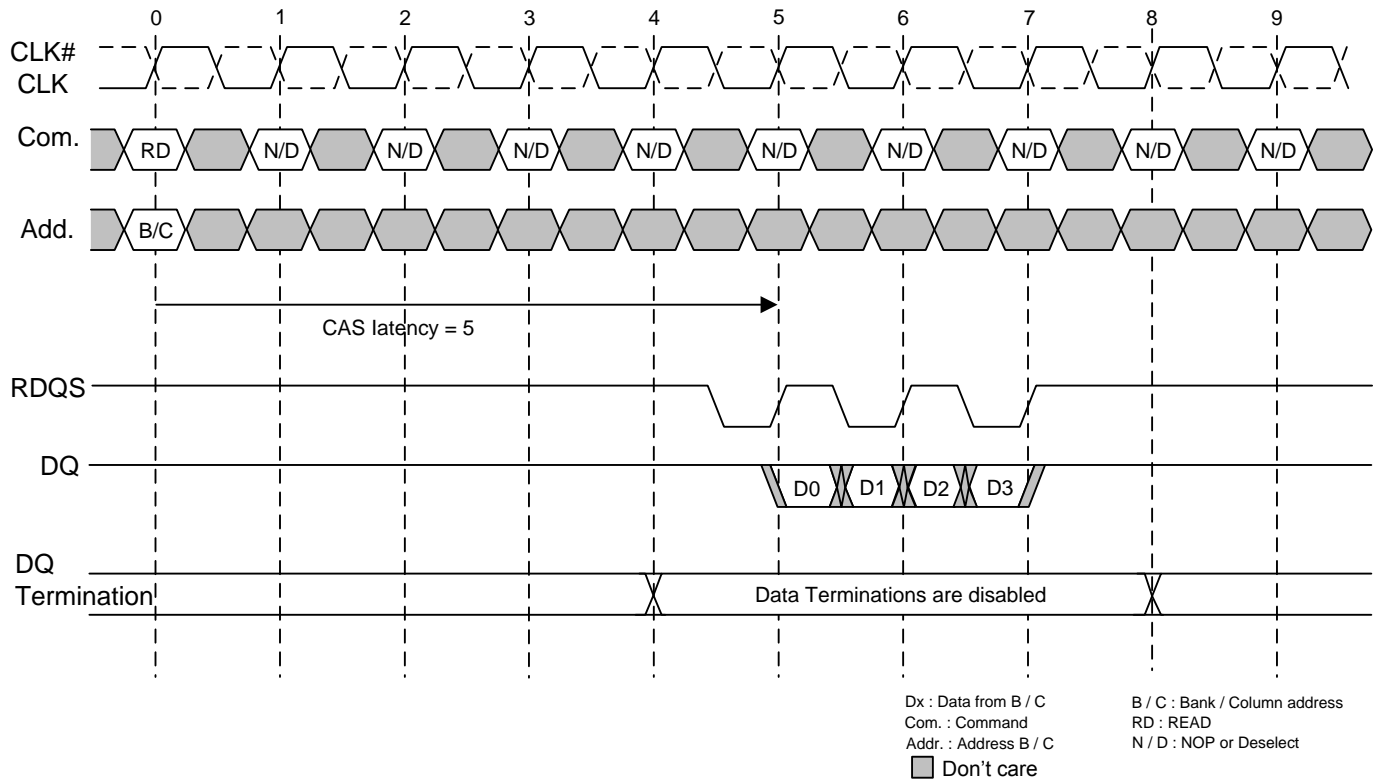 0 1 2 3 4 5 6 7 8 9
CLK#
CLK
Com. RD N/D N/D N/D N/D N/D N/D N/D N/D N/D
Add. B/C
CAS latency = 5
RDQS
DQ D0 D1 D2 D3
DQ
Termination Data Terminations are disabled
Dx : Data from B / C
Com. : Command
Addr. : Address B / C
Don't care
B / C : Bank / Column address
RD : READ
N / D : NOP or Deselect